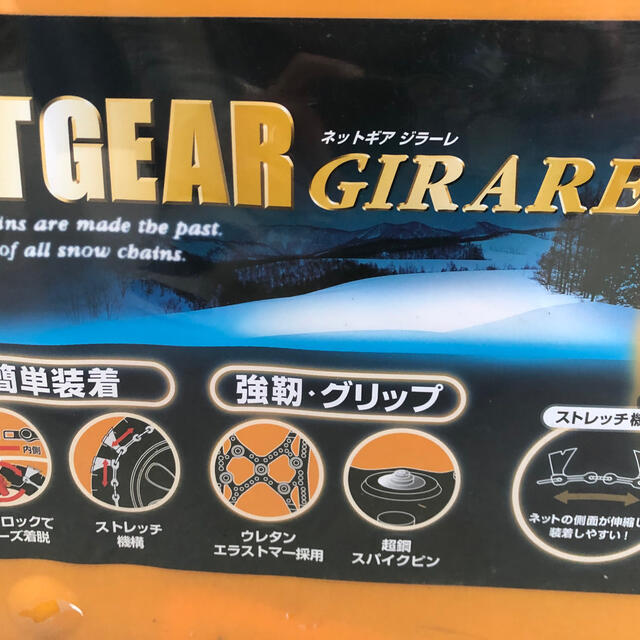 TGEAR
ネットギア ジラーレ
GIRARE
are made the past.
of all snow chains.
簡単装着
強靭・グリップ
ストレッチ
内側
ロックで
ーズ着脱
ストレッチ
機構
ウレタン
エラストマー採用
超鋼
スパイクピン
ネットの側面が伸縮し
装着しやすい!